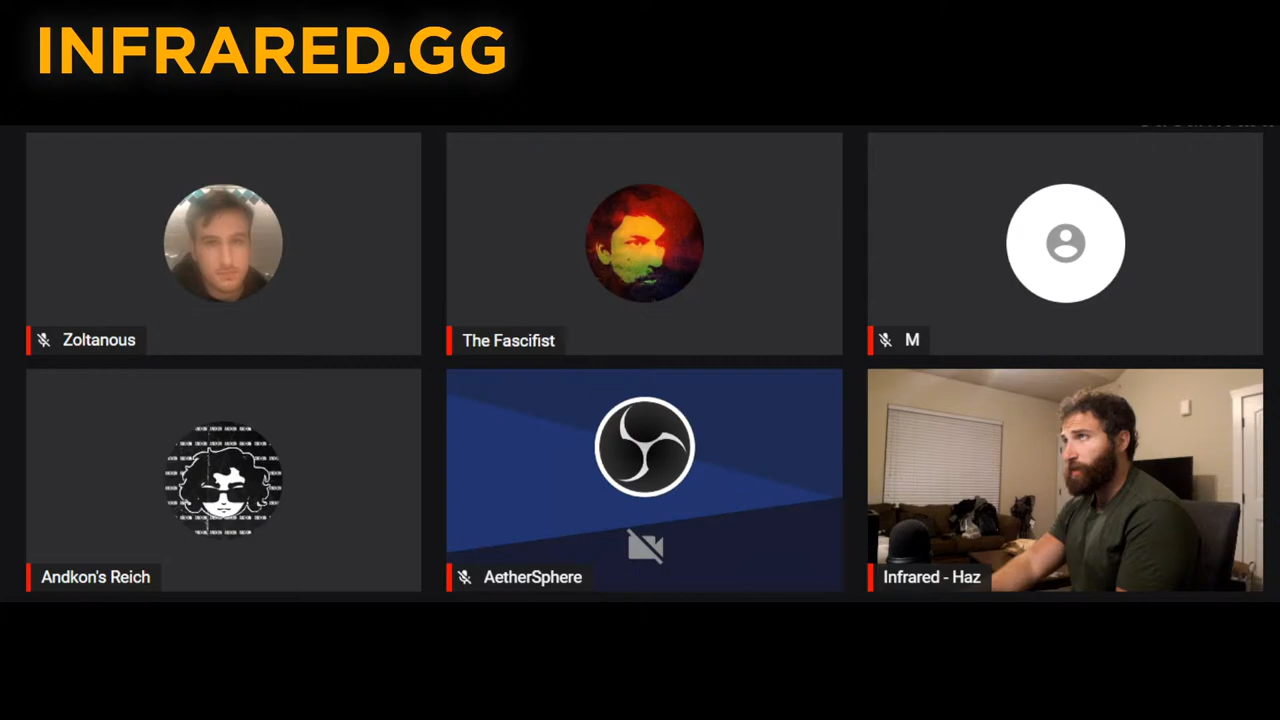 INFRARED.GG
Zoltanous
The Fascifist
M
Andkon's Reich
AetherSphere
Infrared - Haz